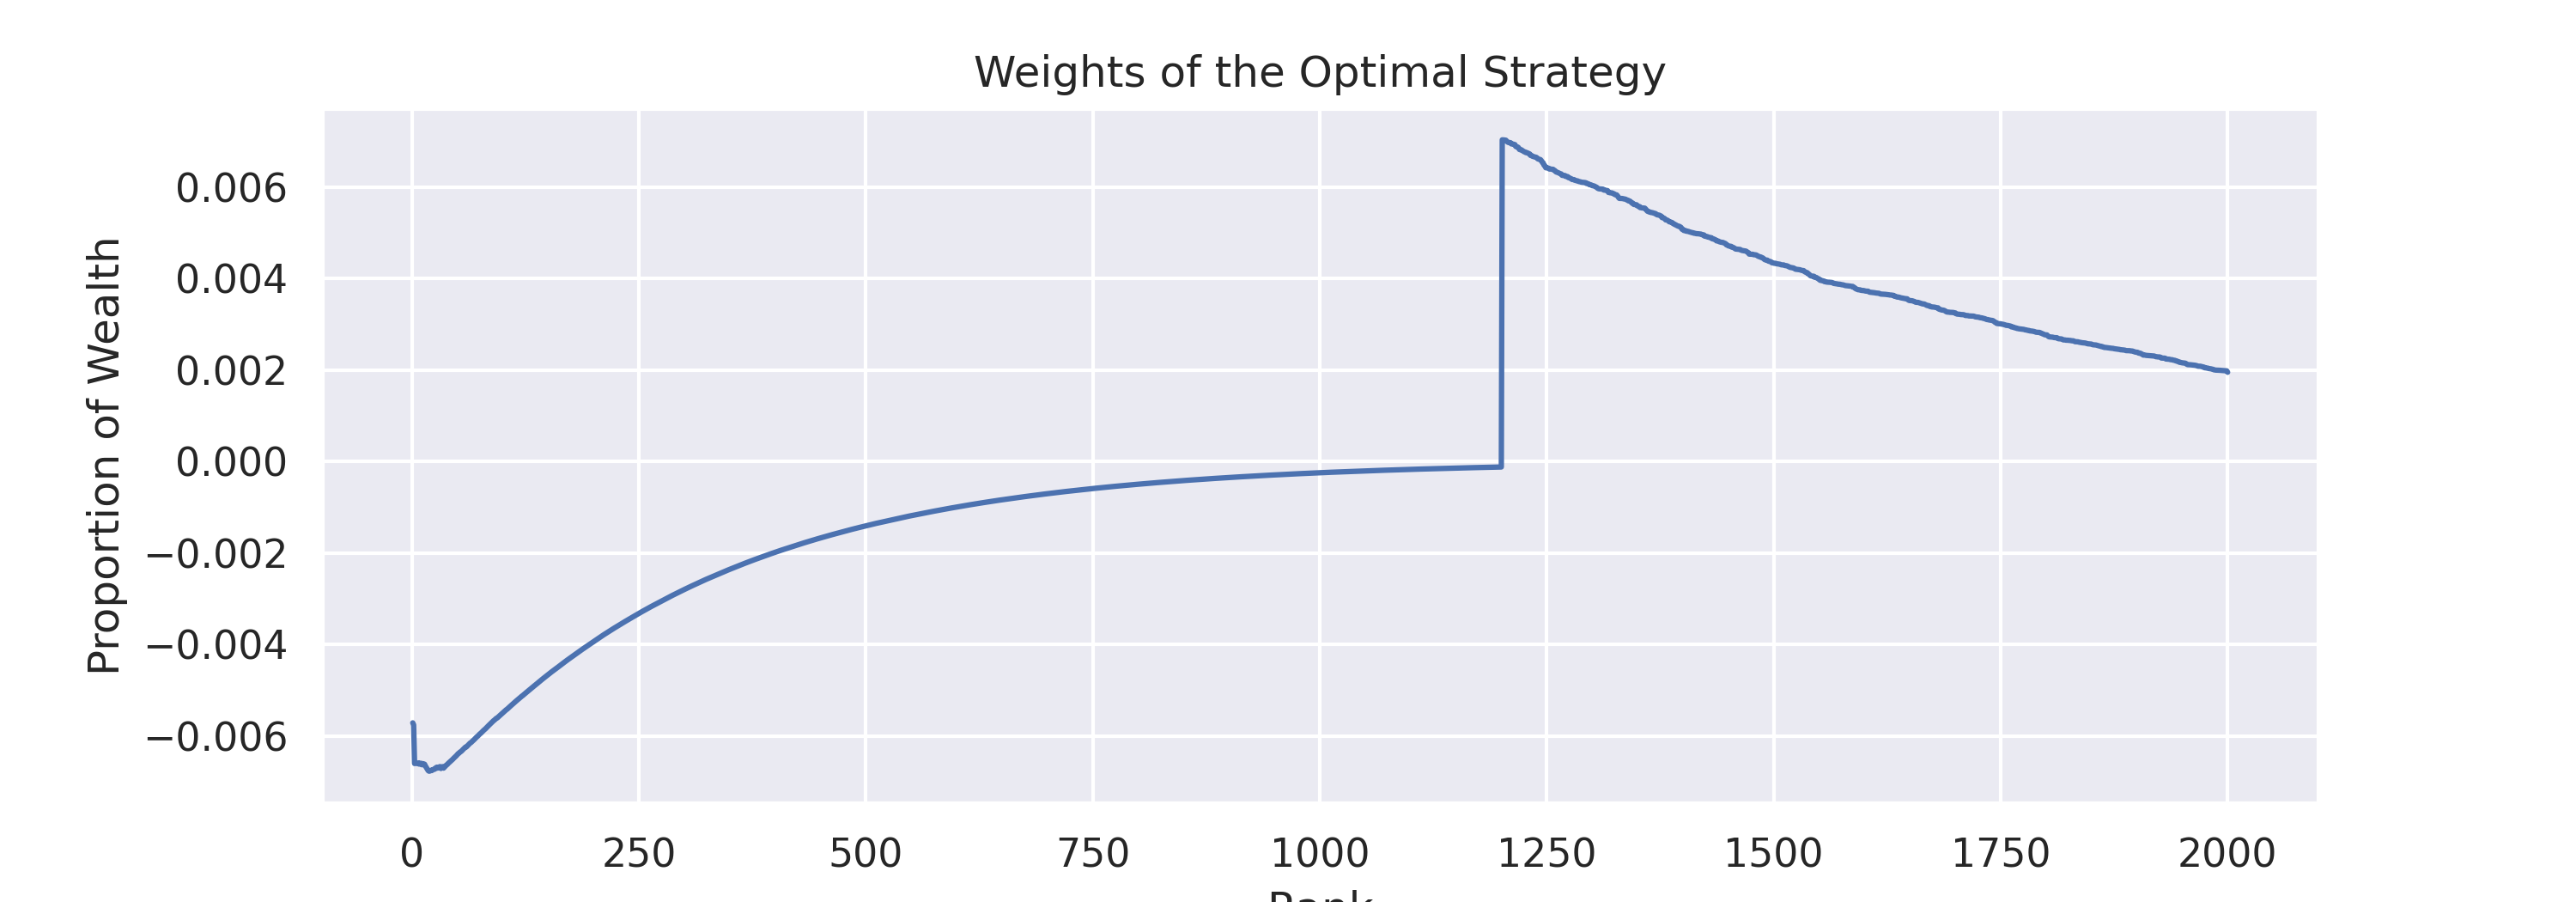 Weights of the Optimal Strategy
Proportion of Wealth
0.006
0.004
0.002
0.000
−0.002
−0.004
−0.006
0 250 500 750 1000 1250 1500 1750 2000
Rank